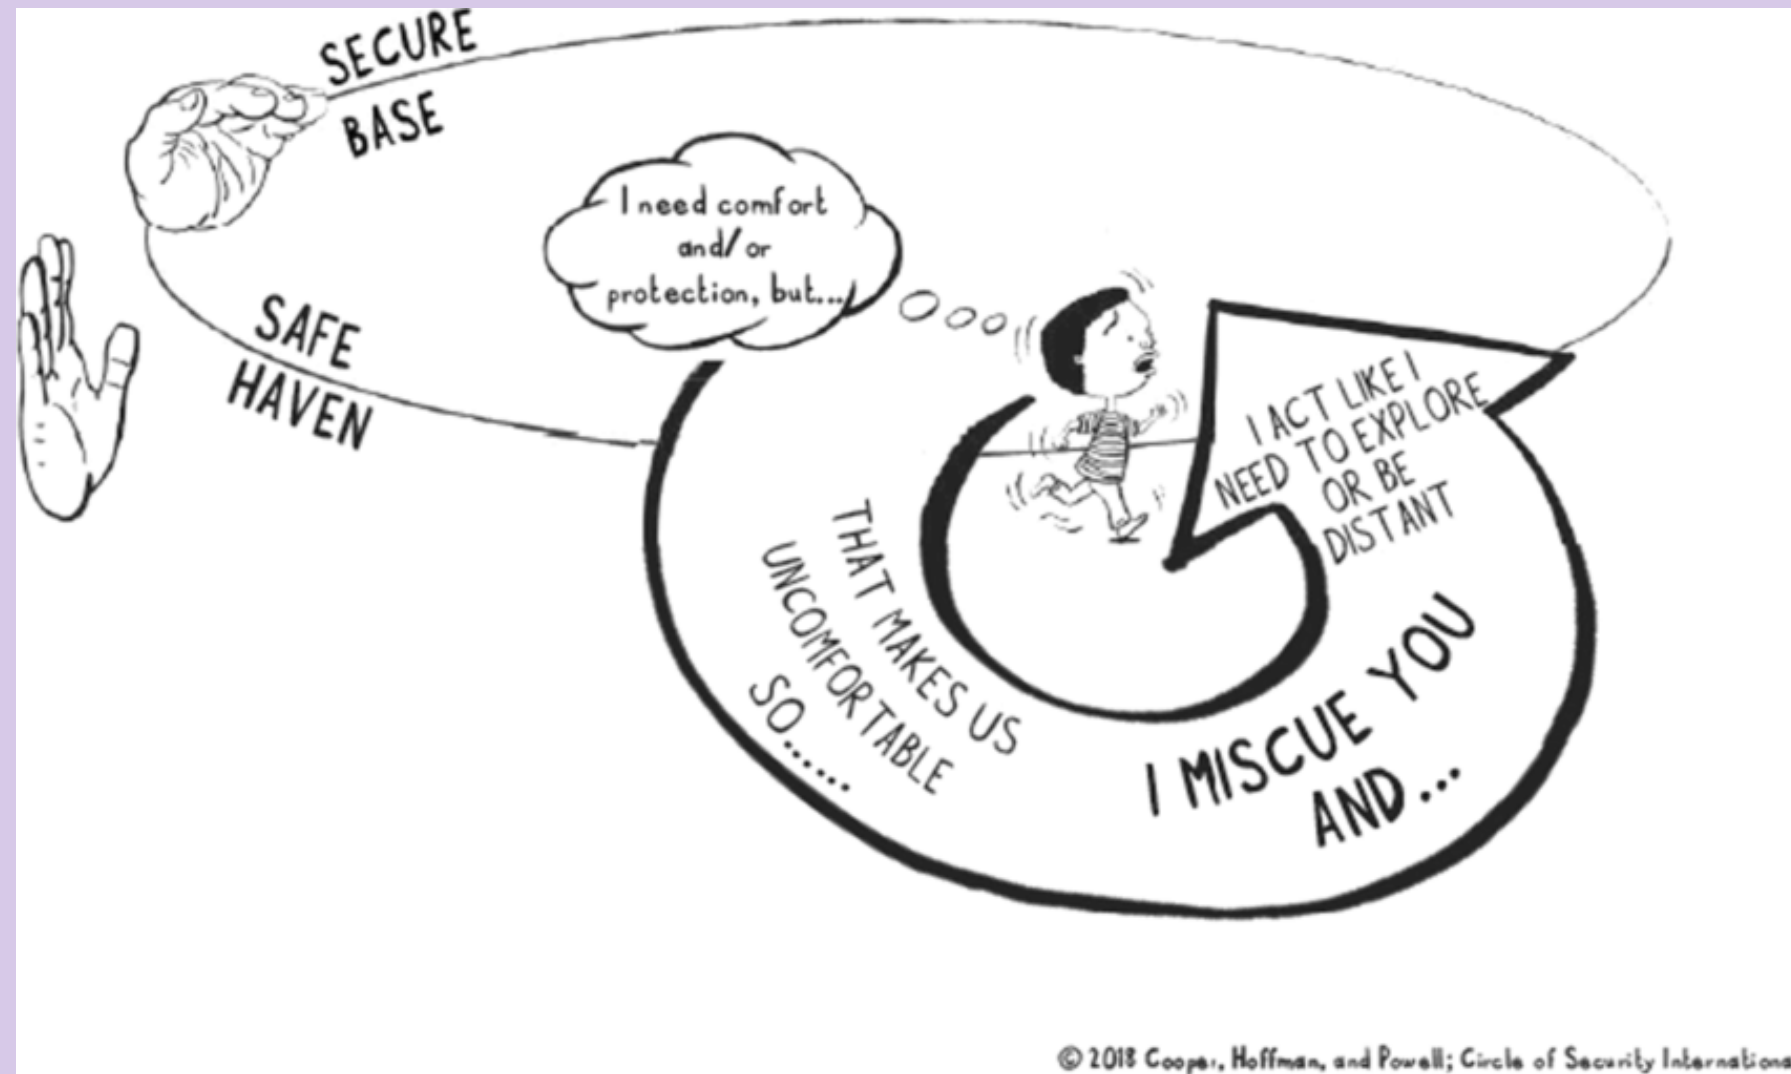 SECURE
BASE
SAFE
HAVEN
I need comfort
and/or
protection, but...
THAT MAKES US
UNCOMFORTABLE
SO......
I MISCUE YOU
AND...
I ACT LIKE I
NEED TO EXPLORE
OR BE
DISTANT
© 2018 Cooper, Hoffman, and Powell; Circle of Security Internationa